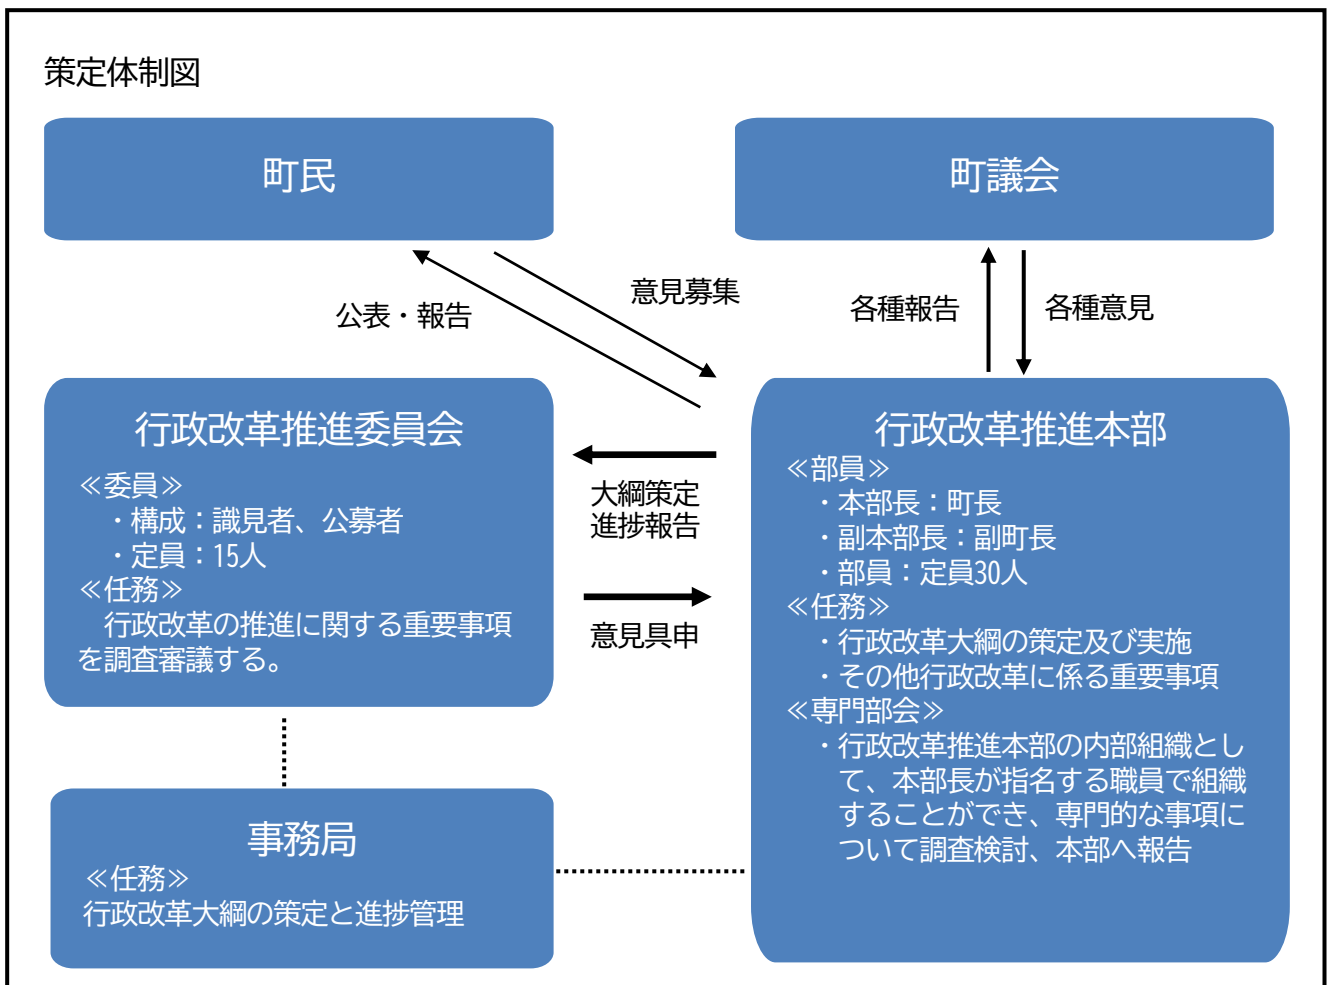 策定体制図
町民
町議会
公表・報告
意見募集
各種報告
各種意見
行政改革推進委員会
≪委員≫
・構成：識見者、公募者
・定員：15人
≪任務≫
行政改革の推進に関する重要事項
を調査審議する。
大綱策定
進捗報告
意見具申
行政改革推進本部
≪部員≫
・本部長：町長
・副本部長：副町長
・部員：定員30人
≪任務≫
・行政改革大綱の策定及び実施
・その他行政改革に係る重要事項
≪専門部会≫
・行政改革推進本部の内部組織とし
て、本部長が指名する職員で組織
することができ、専門的な事項に
ついて調査検討、本部へ報告
事務局
≪任務≫
行政改革大綱の策定と進捗管理